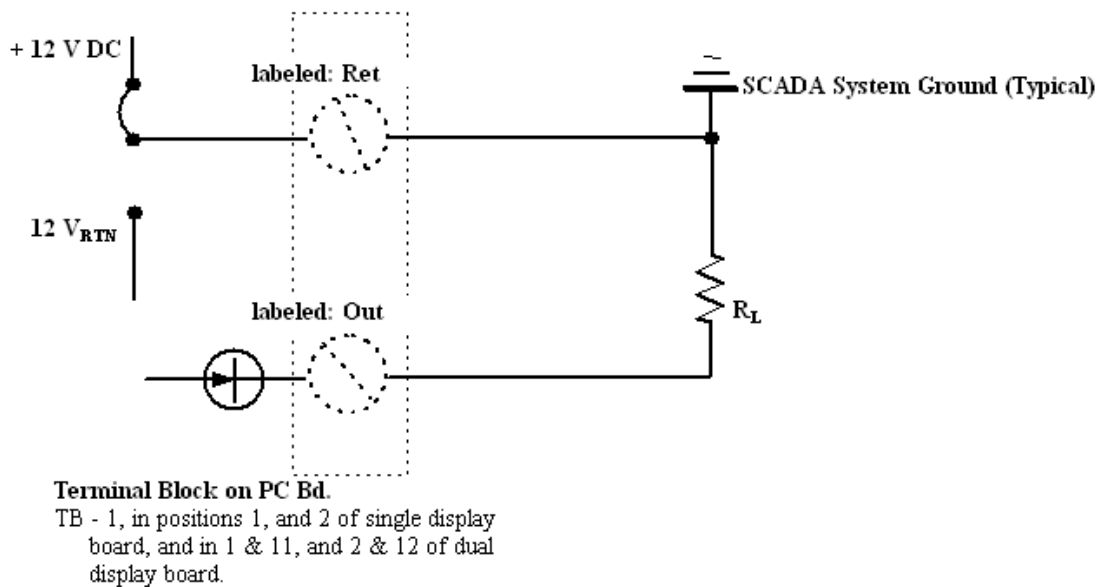 + 12 V DC
labeled: Ret
SCADA System Ground (Typical)
12 V_RTN
labeled: Out
R_L
Terminal Block on PC Bd.
TB - 1, in positions 1, and 2 of single display
board, and in 1 & 11, and 2 & 12 of dual
display board.